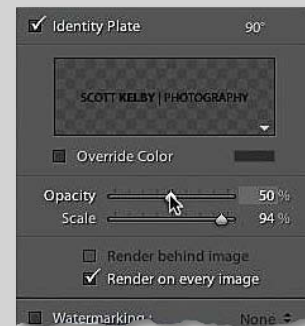 Identity Plate 90°
SCOTT KELBY | PHOTOGRAPHY
Override Color
Opacity 50 %
Scale 94 %
Render behind image
Render on every image
Watermarking : None